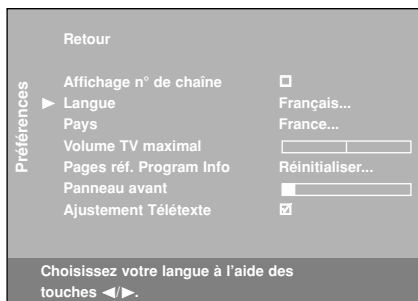 Préférences
Retour
Affichage n° de chaîne
▶ Langue Français...
Pays France...
Volume TV maximal
Pages réf. Program Info Réinitialiser...
Panneau avant
Ajustement Télétexte
Choisissez votre langue à l'aide des
touches ◀/▶.